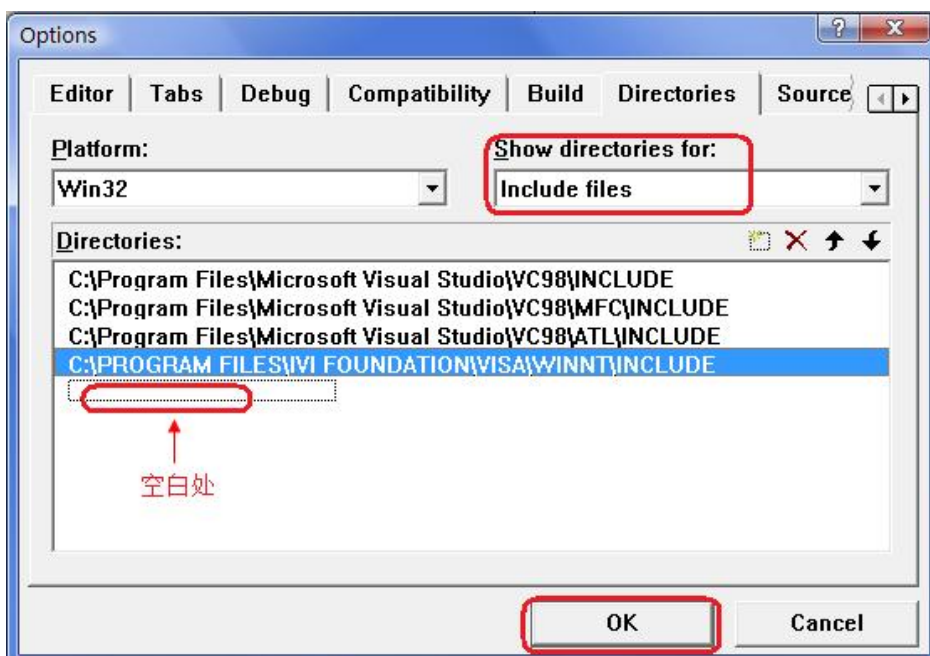 Options
Editor Tabs Debug Compatibility Build Directories Source
Platform: Show directories for:
Win32 Include files
Directories:
C:\Program Files\Microsoft Visual Studio\VC98\INCLUDE
C:\Program Files\Microsoft Visual Studio\VC98\MFC\INCLUDE
C:\Program Files\Microsoft Visual Studio\VC98\ATL\INCLUDE
C:\PROGRAM FILES\IVI FOUNDATION\VISA\WINNT\INCLUDE
空白处
OK Cancel